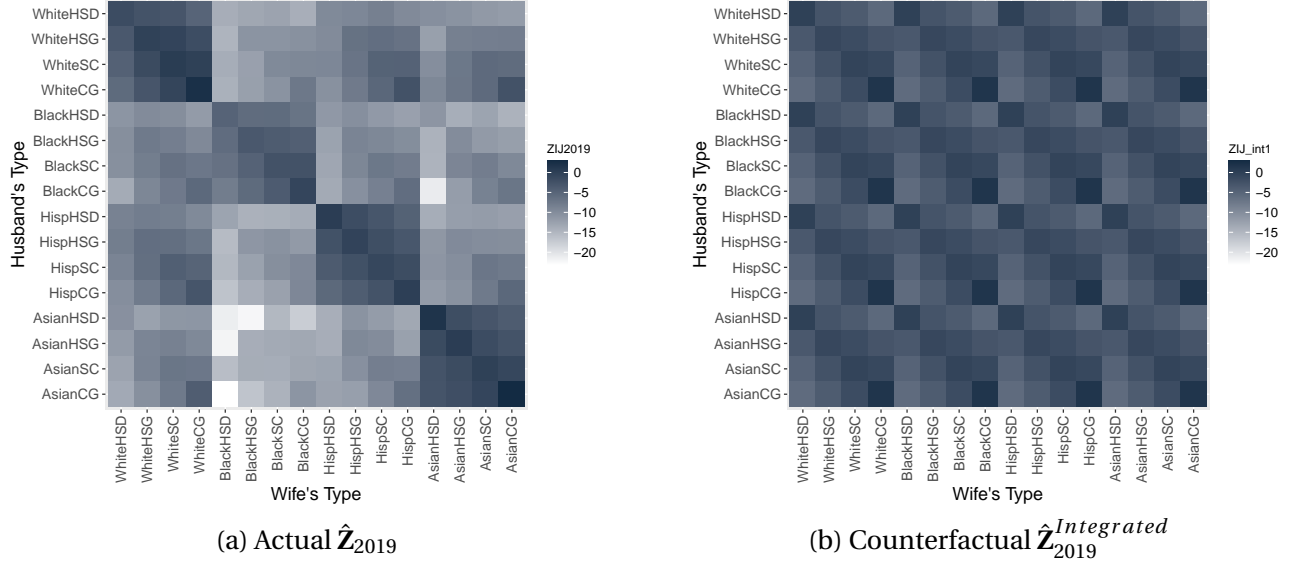 WhiteHSD
WhiteHSG
WhiteSC
WhiteCG
BlackHSD
BlackHSG
BlackSC
BlackCG
HispHSD
HispHSG
HispSC
HispCG
AsianHSD
AsianHSG
AsianSC
AsianCG
Husband's Type
WhiteHSD
WhiteHSG
WhiteSC
WhiteCG
BlackHSD
BlackHSG
BlackSC
BlackCG
HispHSD
HispHSG
HispSC
HispCG
AsianHSD
AsianHSG
AsianSC
AsianCG
Wife's Type
ZIJ2019
0
−5
−10
−15
−20
(a) Actual Ẑ₂₀₁₉
WhiteHSD
WhiteHSG
WhiteSC
WhiteCG
BlackHSD
BlackHSG
BlackSC
BlackCG
HispHSD
HispHSG
HispSC
HispCG
AsianHSD
AsianHSG
AsianSC
AsianCG
Husband's Type
WhiteHSD
WhiteHSG
WhiteSC
WhiteCG
BlackHSD
BlackHSG
BlackSC
BlackCG
HispHSD
HispHSG
HispSC
HispCG
AsianHSD
AsianHSG
AsianSC
AsianCG
Wife's Type
ZIJ_int1
0
−5
−10
−15
−20
(b) Counterfactual Ẑ₂₀₁₉^Integrated